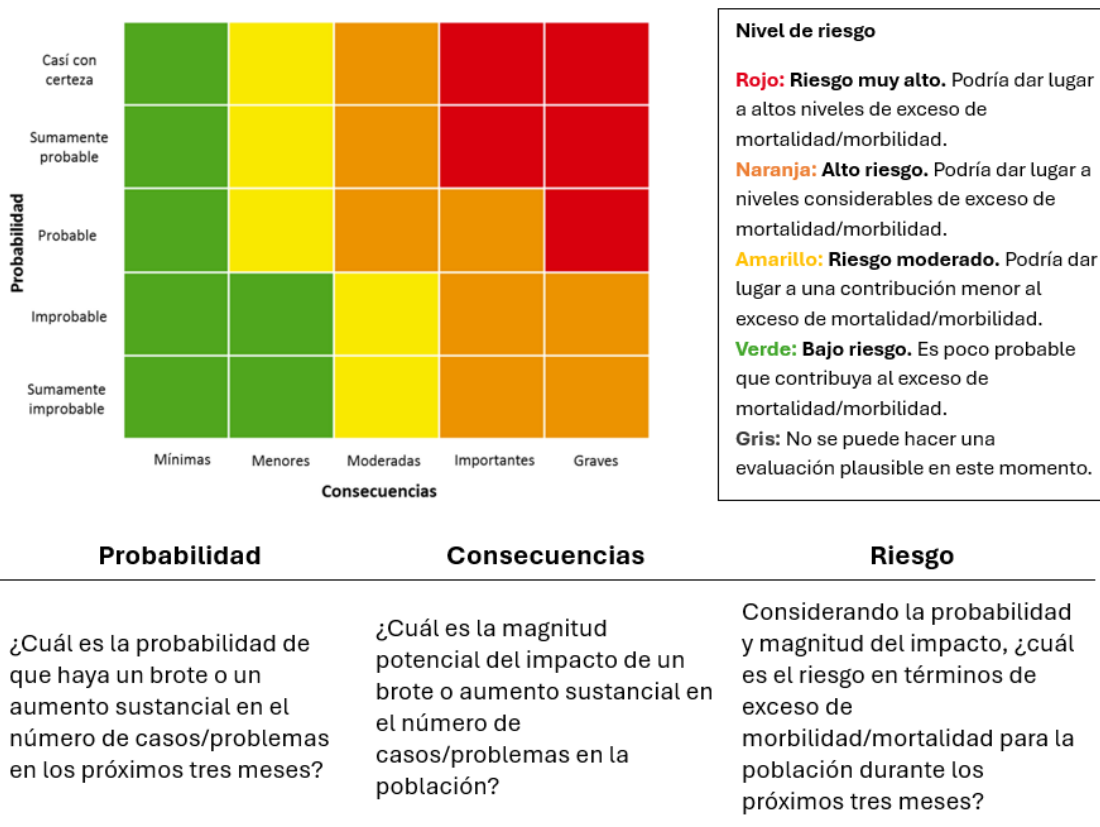 Probabilidad
Casí con
certeza
Sumamente
probable
Probable
Improbable
Sumamente
improbable
Mínimas
Menores
Moderadas
Importantes
Graves
Consecuencias
Nivel de riesgo
Rojo: Riesgo muy alto. Podría dar lugar
a altos niveles de exceso de
mortalidad/morbilidad.
Naranja: Alto riesgo. Podría dar lugar a
niveles considerables de exceso de
mortalidad/morbilidad.
Amarillo: Riesgo moderado. Podría dar
lugar a una contribución menor al
exceso de mortalidad/morbilidad.
Verde: Bajo riesgo. Es poco probable
que contribuya al exceso de
mortalidad/morbilidad.
Gris: No se puede hacer una
evaluación plausible en este momento.
Probabilidad
¿Cuál es la probabilidad de
que haya un brote o un
aumento sustancial en el
número de casos/problemas
en los próximos tres meses?
Consecuencias
¿Cuál es la magnitud
potencial del impacto de un
brote o aumento sustancial en
el número de
casos/problemas en la
población?
Riesgo
Considerando la probabilidad
y magnitud del impacto, ¿cuál
es el riesgo en términos de
exceso de
morbilidad/mortalidad para la
población durante los
próximos tres meses?